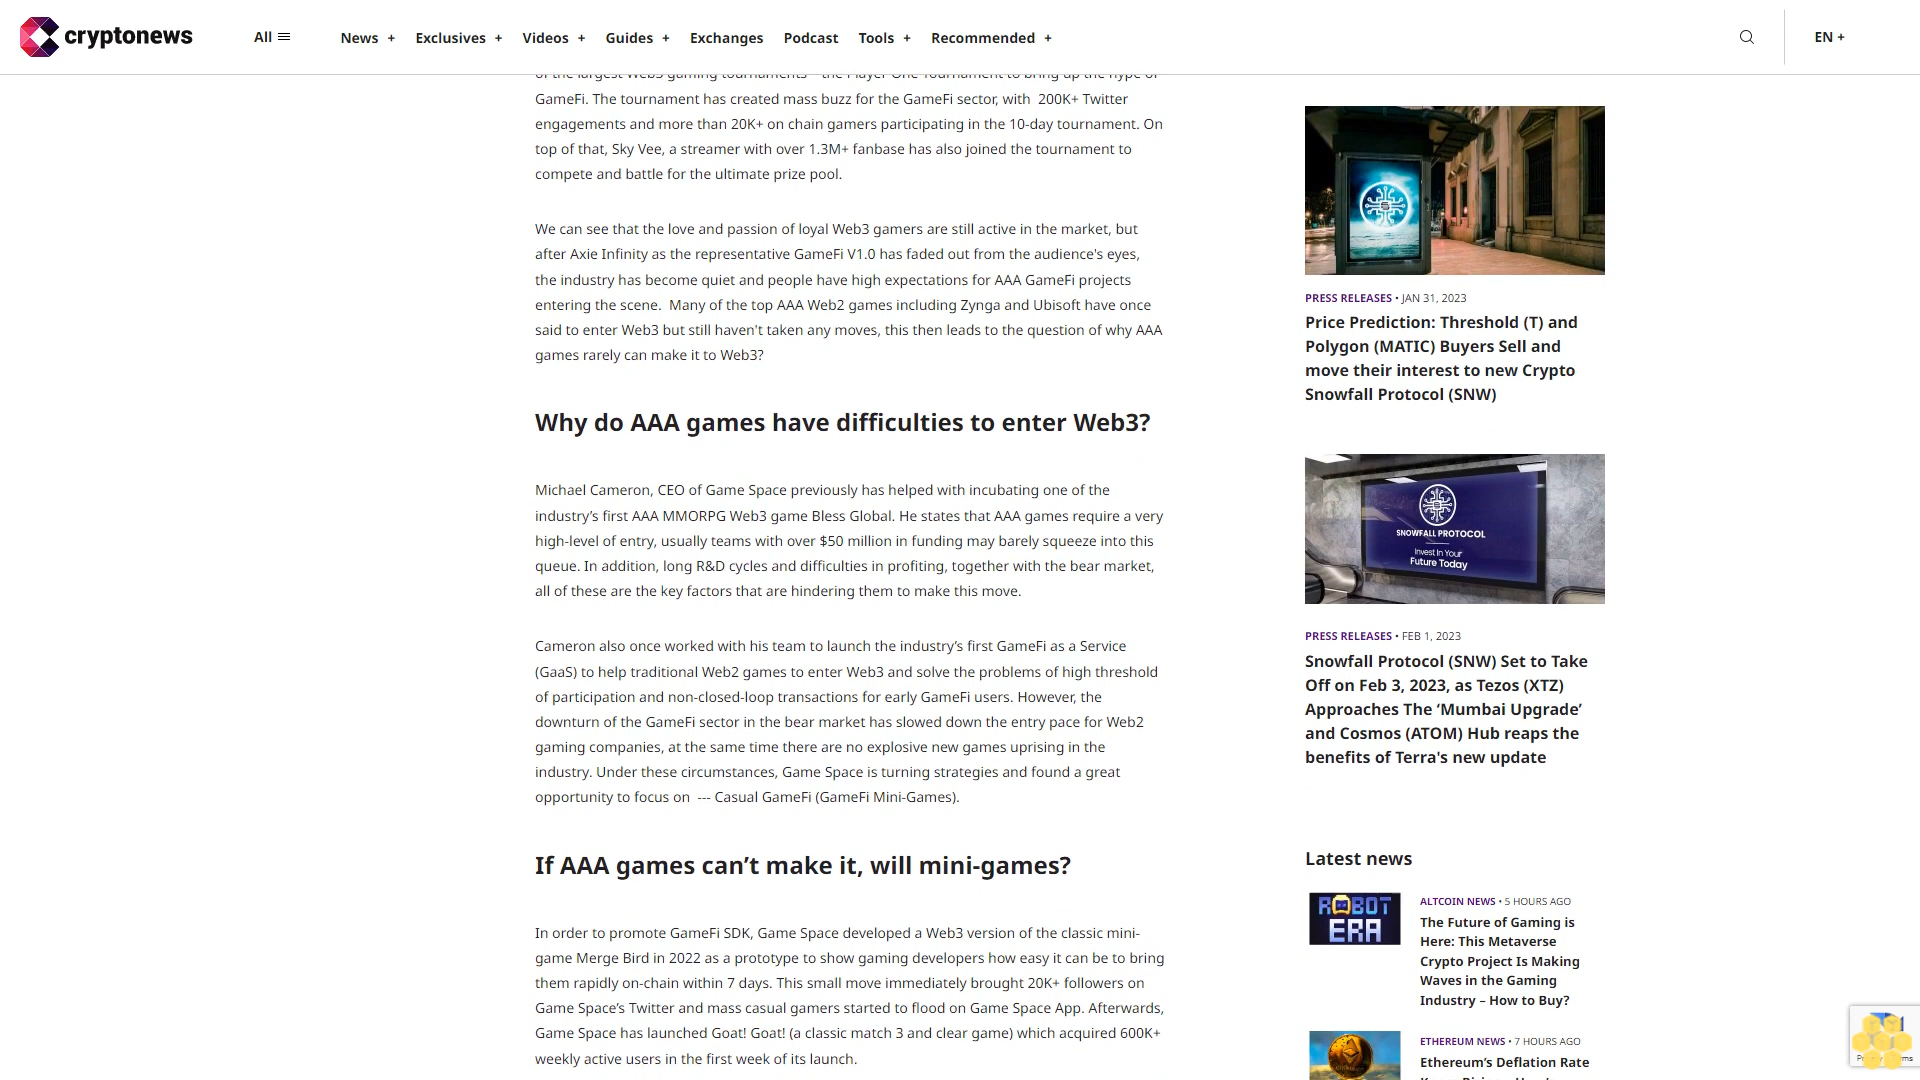 cryptonews
All
News +
Exclusives +
Videos +
Guides +
Exchanges
Podcast
Tools +
Recommended +
EN +
of the largest Web3 gaming tournaments – the Player One Tournament to bring up the hype of
GameFi. The tournament has created mass buzz for the GameFi sector, with 200K+ Twitter
engagements and more than 20K+ on chain gamers participating in the 10-day tournament. On
top of that, Sky Vee, a streamer with over 1.3M+ fanbase has also joined the tournament to
compete and battle for the ultimate prize pool.
We can see that the love and passion of loyal Web3 gamers are still active in the market, but
after Axie Infinity as the representative GameFi V1.0 has faded out from the audience's eyes,
the industry has become quiet and people have high expectations for AAA GameFi projects
entering the scene. Many of the top AAA Web2 games including Zynga and Ubisoft have once
said to enter Web3 but still haven't taken any moves, this then leads to the question of why AAA
games rarely can make it to Web3?
Why do AAA games have difficulties to enter Web3?
Michael Cameron, CEO of Game Space previously has helped with incubating one of the
industry’s first AAA MMORPG Web3 game Bless Global. He states that AAA games require a very
high-level of entry, usually teams with over $50 million in funding may barely squeeze into this
queue. In addition, long R&D cycles and difficulties in profiting, together with the bear market,
all of these are the key factors that are hindering them to make this move.
Cameron also once worked with his team to launch the industry’s first GameFi as a Service
(GaaS) to help traditional Web2 games to enter Web3 and solve the problems of high threshold
of participation and non-closed-loop transactions for early GameFi users. However, the
downturn of the GameFi sector in the bear market has slowed down the entry pace for Web2
gaming companies, at the same time there are no explosive new games uprising in the
industry. Under these circumstances, Game Space is turning strategies and found a great
opportunity to focus on --- Casual GameFi (GameFi Mini-Games).
If AAA games can’t make it, will mini-games?
In order to promote GameFi SDK, Game Space developed a Web3 version of the classic mini-
game Merge Bird in 2022 as a prototype to show gaming developers how easy it can be to bring
them rapidly on-chain within 7 days. This small move immediately brought 20K+ followers on
Game Space’s Twitter and mass casual gamers started to flood on Game Space App. Afterwards,
Game Space has launched Goat! Goat! (a classic match 3 and clear game) which acquired 600K+
weekly active users in the first week of its launch.
PRESS RELEASES • JAN 31, 2023
Price Prediction: Threshold (T) and
Polygon (MATIC) Buyers Sell and
move their interest to new Crypto
Snowfall Protocol (SNW)
SNOWFALL PROTOCOL
Invest In Your
Future Today
PRESS RELEASES • FEB 1, 2023
Snowfall Protocol (SNW) Set to Take
Off on Feb 3, 2023, as Tezos (XTZ)
Approaches The ‘Mumbai Upgrade’
and Cosmos (ATOM) Hub reaps the
benefits of Terra's new update
Latest news
ROBOT
ERA
ALTCOIN NEWS • 5 HOURS AGO
The Future of Gaming is
Here: This Metaverse
Crypto Project Is Making
Waves in the Gaming
Industry – How to Buy?
ETHEREUM NEWS • 7 HOURS AGO
Ethereum’s Deflation Rate